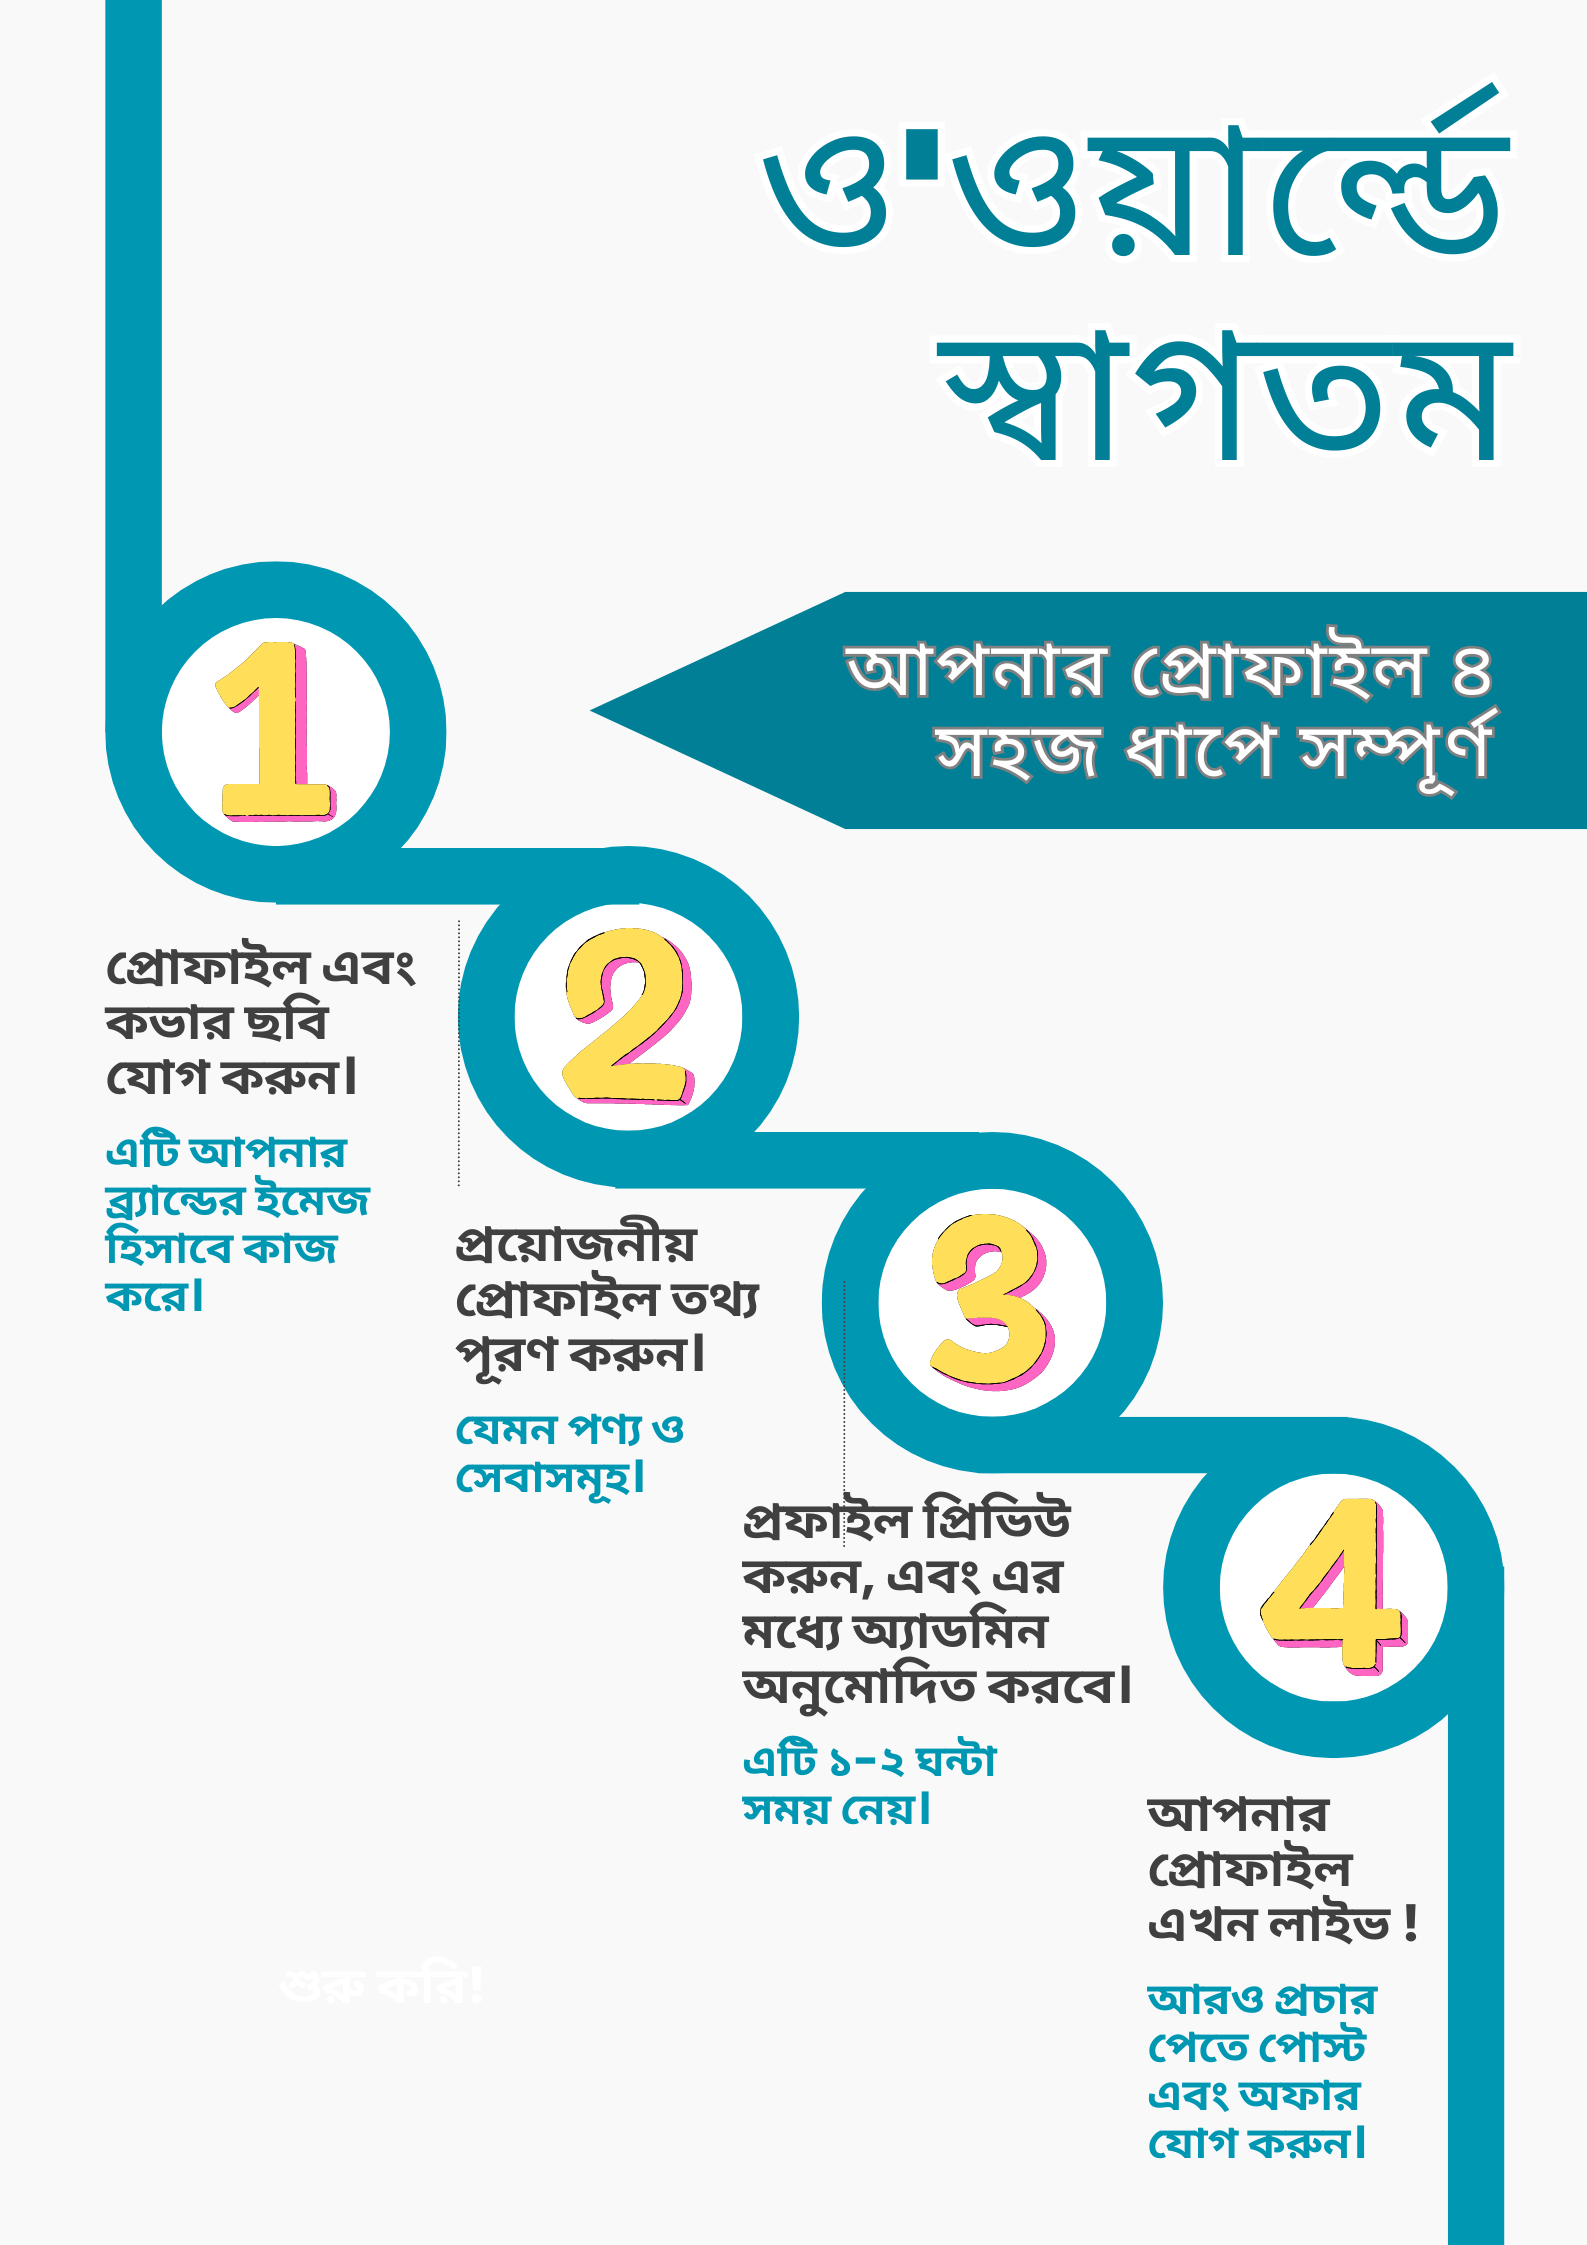 ও'ওয়ার্ল্ডে
স্বাগতম
আপনার প্রোফাইল ৪
সহজ ধাপে সম্পূর্ণ
1
প্রোফাইল এবং
কভার ছবি
যোগ করুন।
এটি আপনার
ব্র্যান্ডের ইমেজ
হিসাবে কাজ
করে।
2
প্রয়োজনীয়
প্রোফাইল তথ্য
পূরণ করুন।
যেমন পণ্য ও
সেবাসমূহ।
3
প্রফাইল প্রিভিউ
করুন, এবং এর
মধ্যে অ্যাডমিন
অনুমোদিত করবে।
এটি ১-২ ঘন্টা
সময় নেয়।
4
আপনার
প্রোফাইল
এখন লাইভ !
আরও প্রচার
পেতে পোস্ট
এবং অফার
যোগ করুন।
শুরু করি!